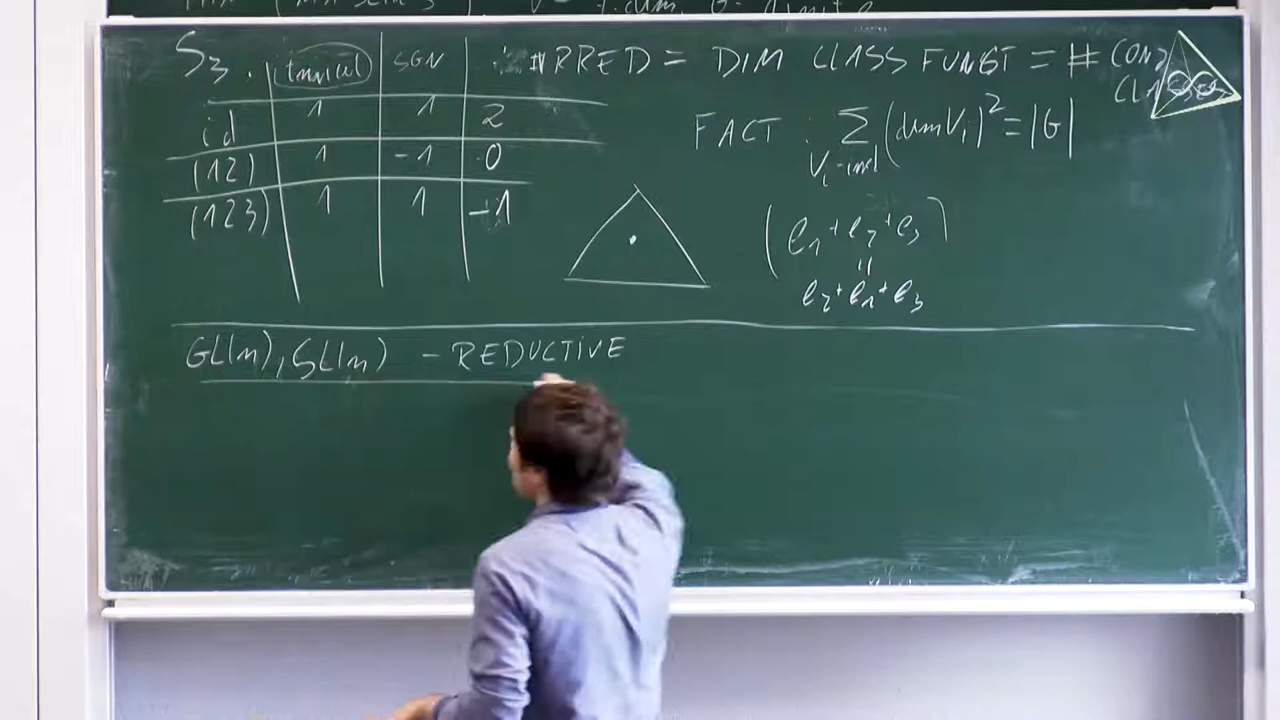 S3. trivial SGN # IRRED = DIM CLASS FUNCT = # CONJ
CLASSES
id 1 1 2
(12) 1 -1 0
(123) 1 1 -1
FACT : ∑ (dim Vi)² = |G|
Vi-irred
(e1+e2+e3)
=
e2+e1+e3
GL(n), SL(n) - REDUCTIVE